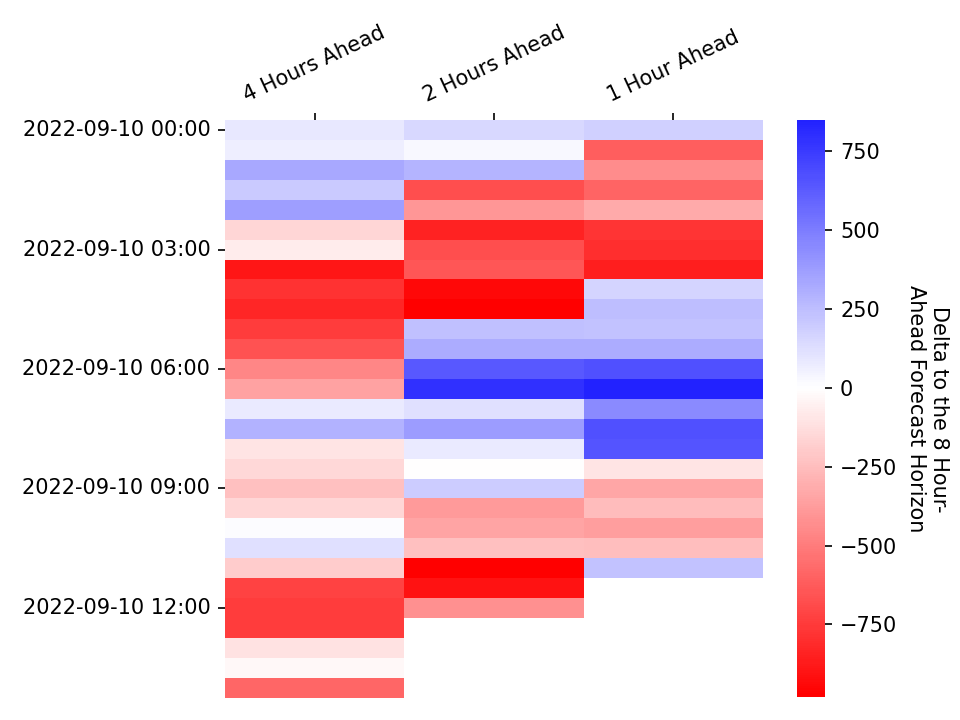 4 Hours Ahead
2 Hours Ahead
1 Hour Ahead
2022-09-10 00:00
2022-09-10 03:00
2022-09-10 06:00
2022-09-10 09:00
2022-09-10 12:00
750
500
250
0
−250
−500
−750
Delta to the 8 Hour-
Ahead Forecast Horizon